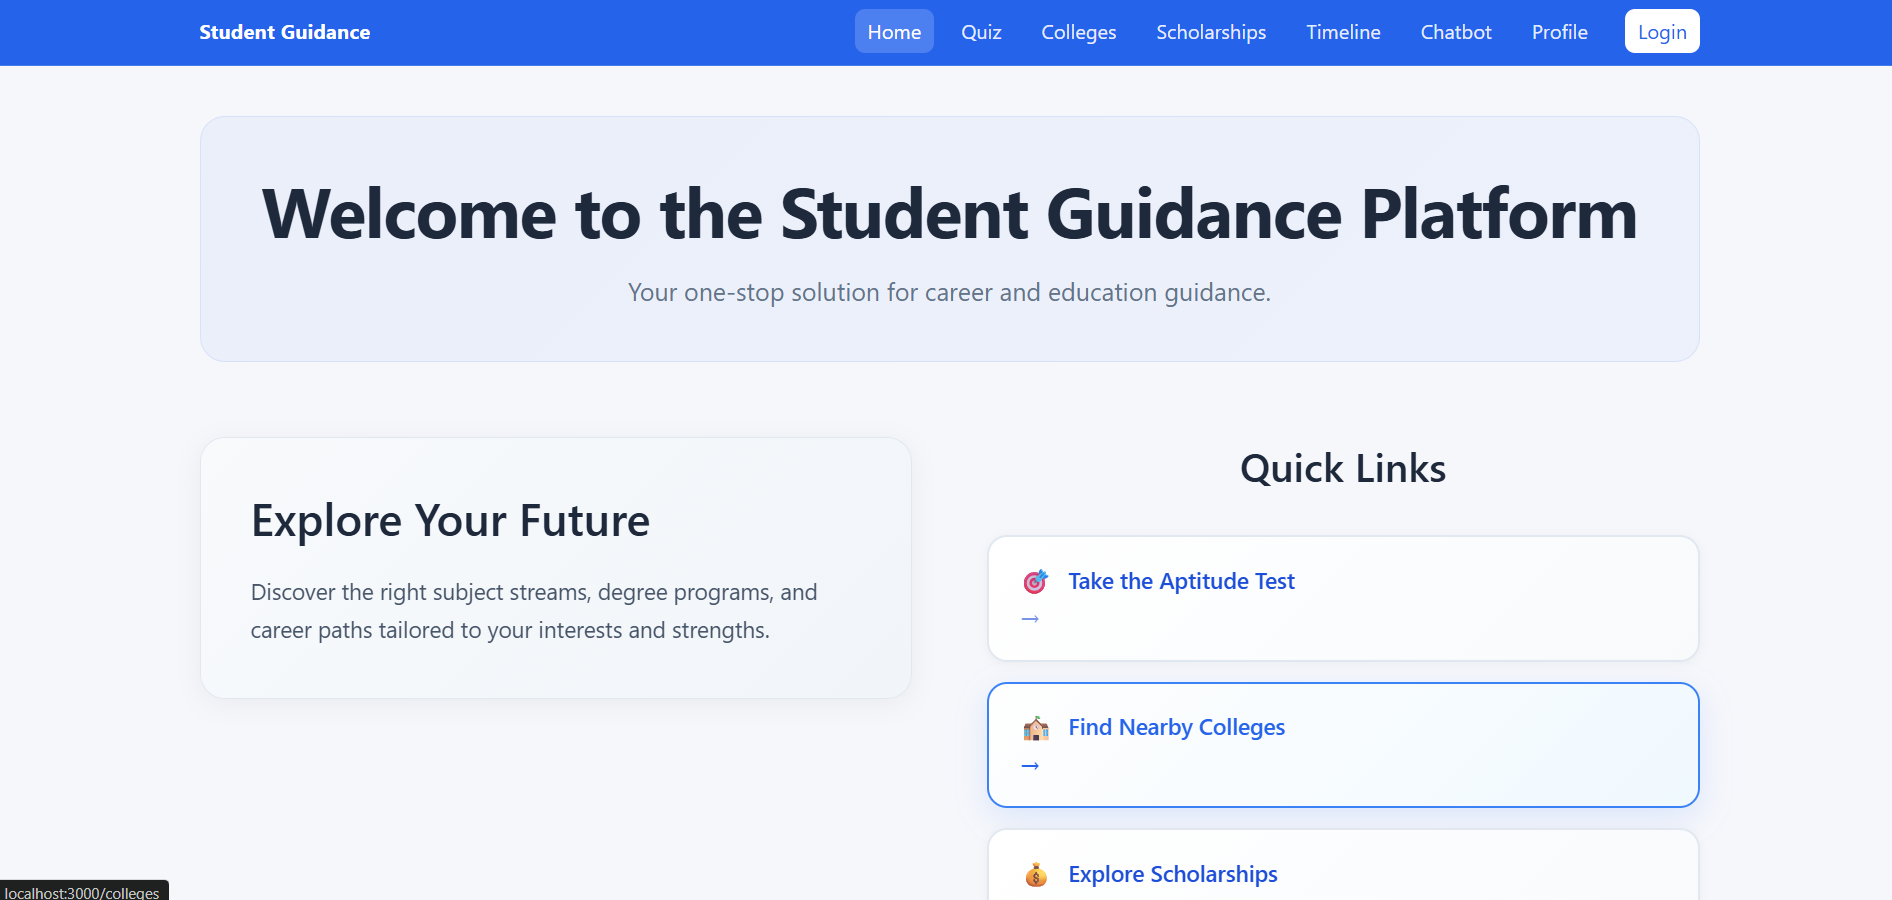 Student Guidance
Home
Quiz
Colleges
Scholarships
Timeline
Chatbot
Profile
Login
Welcome to the Student Guidance Platform
Your one-stop solution for career and education guidance.
Explore Your Future
Discover the right subject streams, degree programs, and
career paths tailored to your interests and strengths.
Quick Links
🎯 Take the Aptitude Test
→
🏫 Find Nearby Colleges
→
💰 Explore Scholarships
localhost:3000/colleges